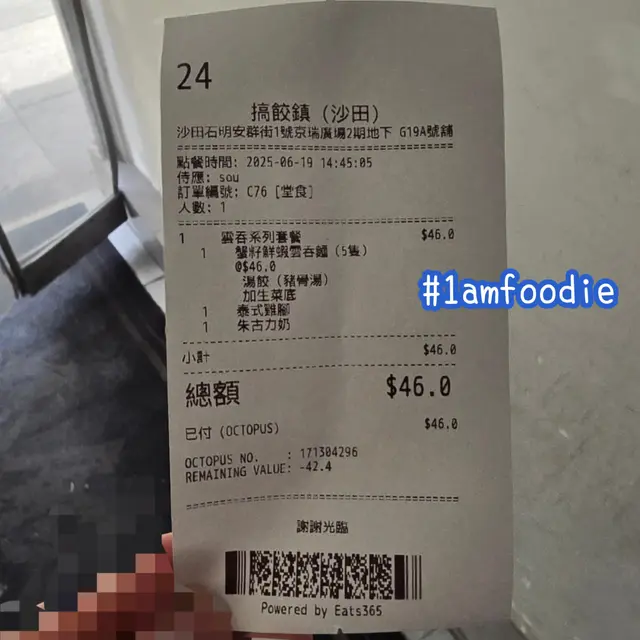 24
搞餃鎮 (沙田)
沙田石門安群街1號京瑞廣場2期地下 G19A號舖
點餐時間: 2025-06-19 14:45:05
侍應: sou
訂單編號: C76 [堂食]
人數: 1
1 雲吞系列套餐 $46.0
1 蟹籽鮮蝦雲吞麵 (5隻)
@$46.0
湯餃 (豬骨湯)
加生菜底
1 泰式雞腳
1 朱古力奶
#1amfoodie
小計 $46.0
總額 $46.0
已付 (OCTOPUS) $46.0
OCTOPUS NO. : 171304296
REMAINING VALUE: -42.4
謝謝光臨
Powered by Eats365